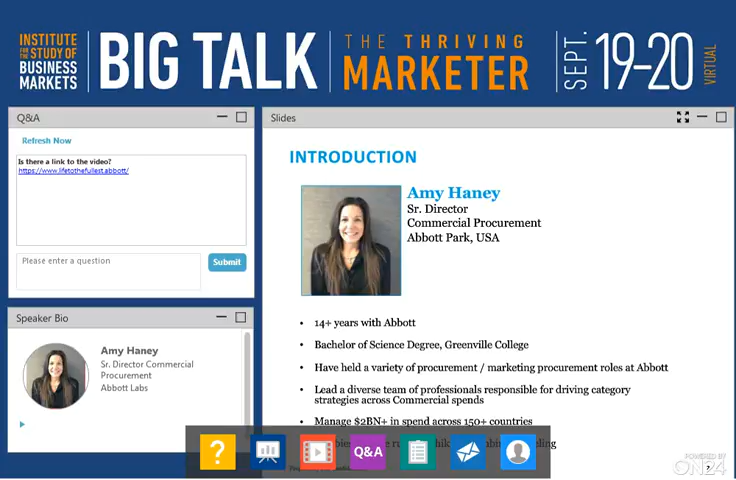 INSTITUTE
FOR THE STUDY OF
BUSINESS
MARKETS
BIG TALK
THE THRIVING
MARKETER
SEPT.
19-20
VIRTUAL
Q&A
Refresh Now
Is there a link to the video?
https://www.lifetothefullest.abbott/
Please enter a question
Submit
Speaker Bio
Amy Haney
Sr. Director Commercial
Procurement
Abbott Labs
Slides
INTRODUCTION
Amy Haney
Sr. Director
Commercial Procurement
Abbott Park, USA
• 14+ years with Abbott
• Bachelor of Science Degree, Greenville College
• Have held a variety of procurement / marketing procurement roles at Abbott
• Lead a diverse team of professionals responsible for driving category
strategies across Commercial spends
• Manage $2BN+ in spend across 150+ countries
?
Q&A
POWERED BY
ON24
2